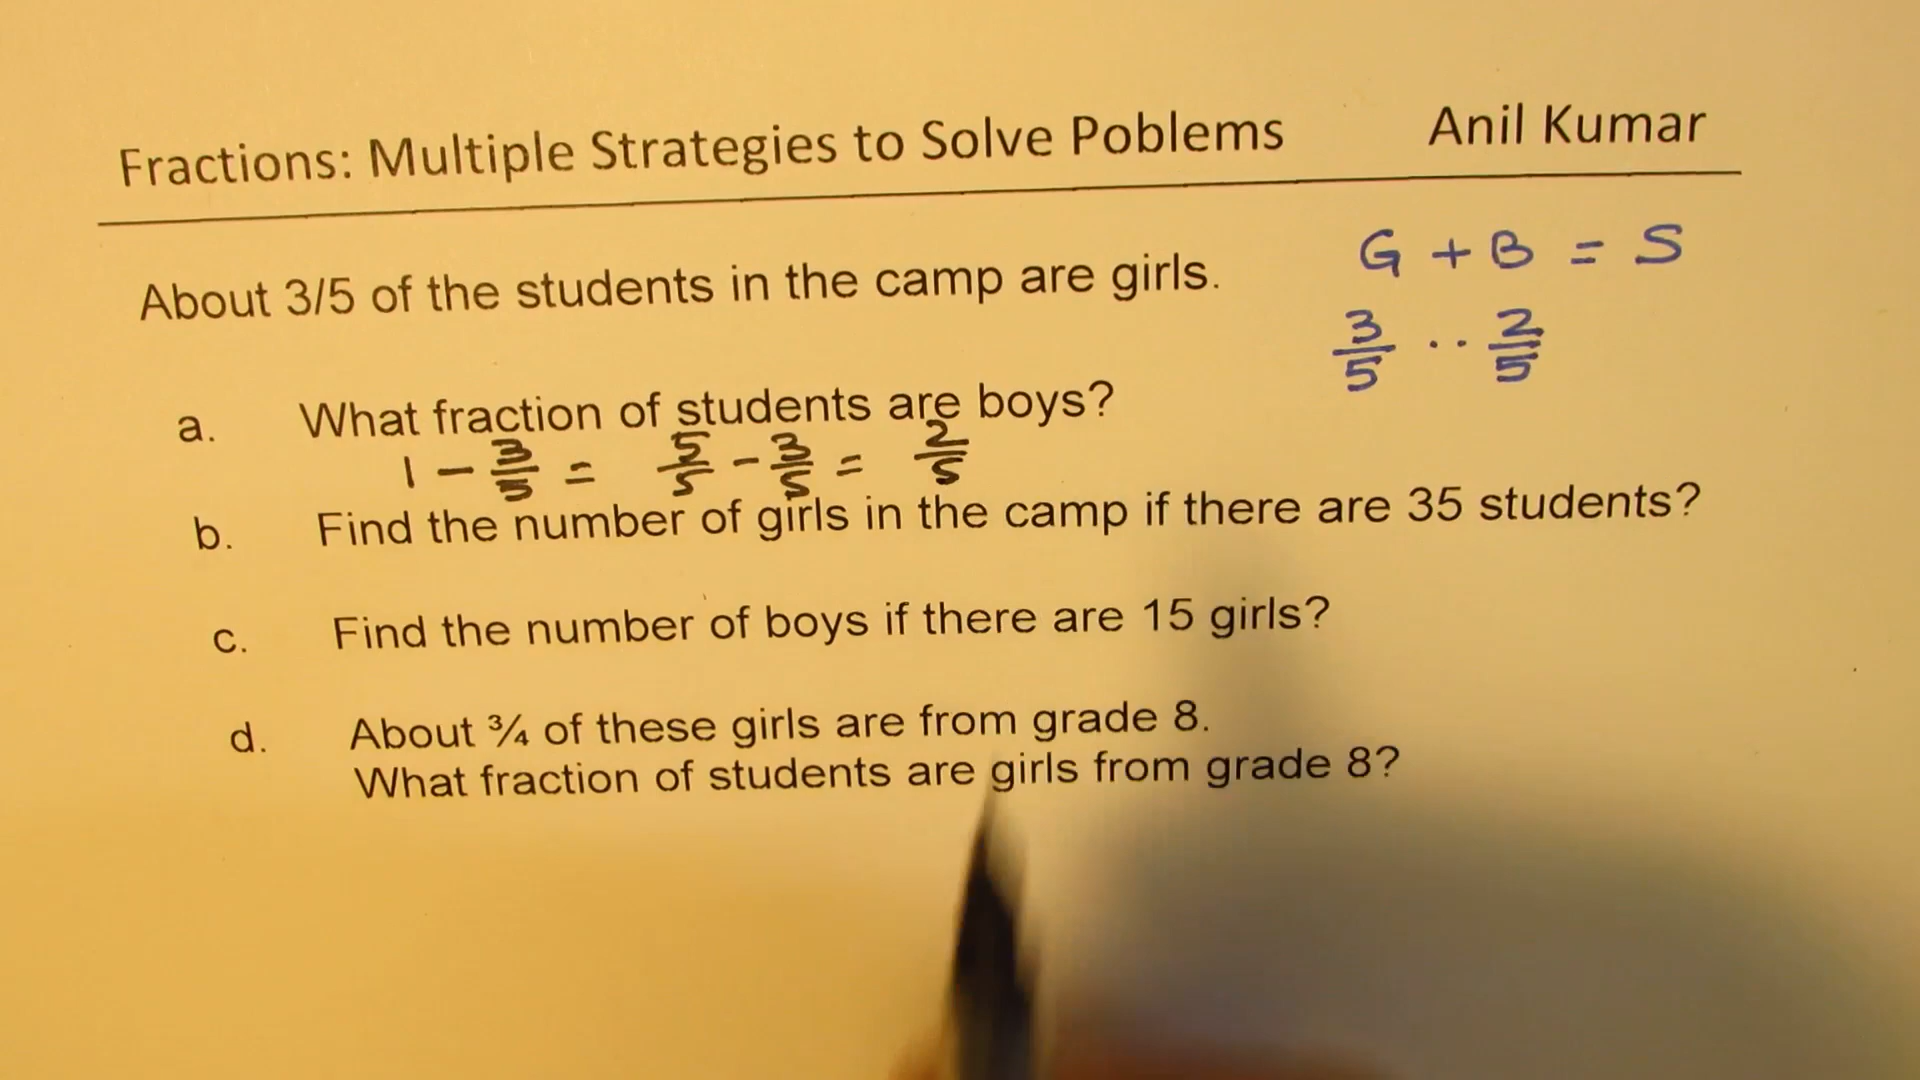 Fractions: Multiple Strategies to Solve Poblems Anil Kumar
G + B = S
About 3/5 of the students in the camp are girls.
3/5 .. 2/5
a. What fraction of students are boys?
1 - 3/5 = 5/5 - 3/5 = 2/5
b. Find the number of girls in the camp if there are 35 students?
c. Find the number of boys if there are 15 girls?
d. About ¾ of these girls are from grade 8.
What fraction of students are girls from grade 8?